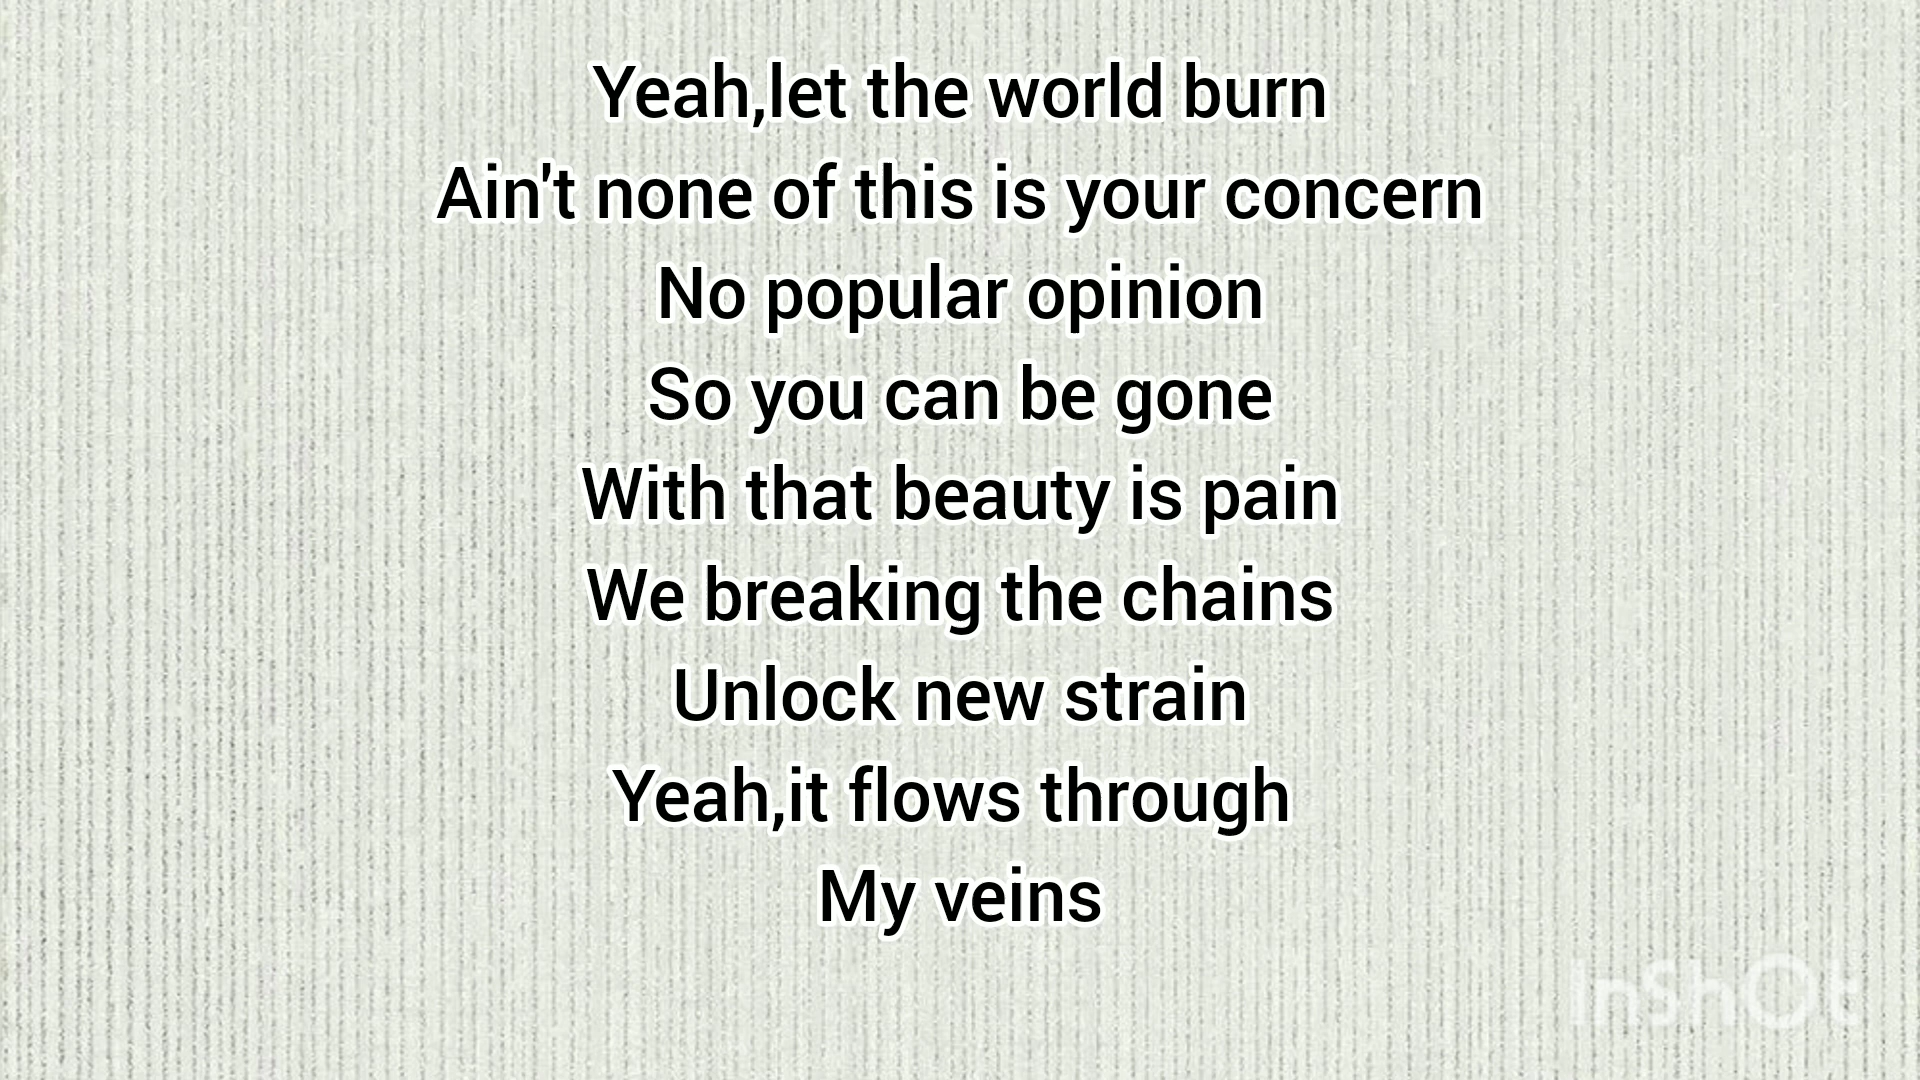 Yeah,let the world burn
Ain't none of this is your concern
No popular opinion
So you can be gone
With that beauty is pain
We breaking the chains
Unlock new strain
Yeah,it flows through
My veins
InShOt